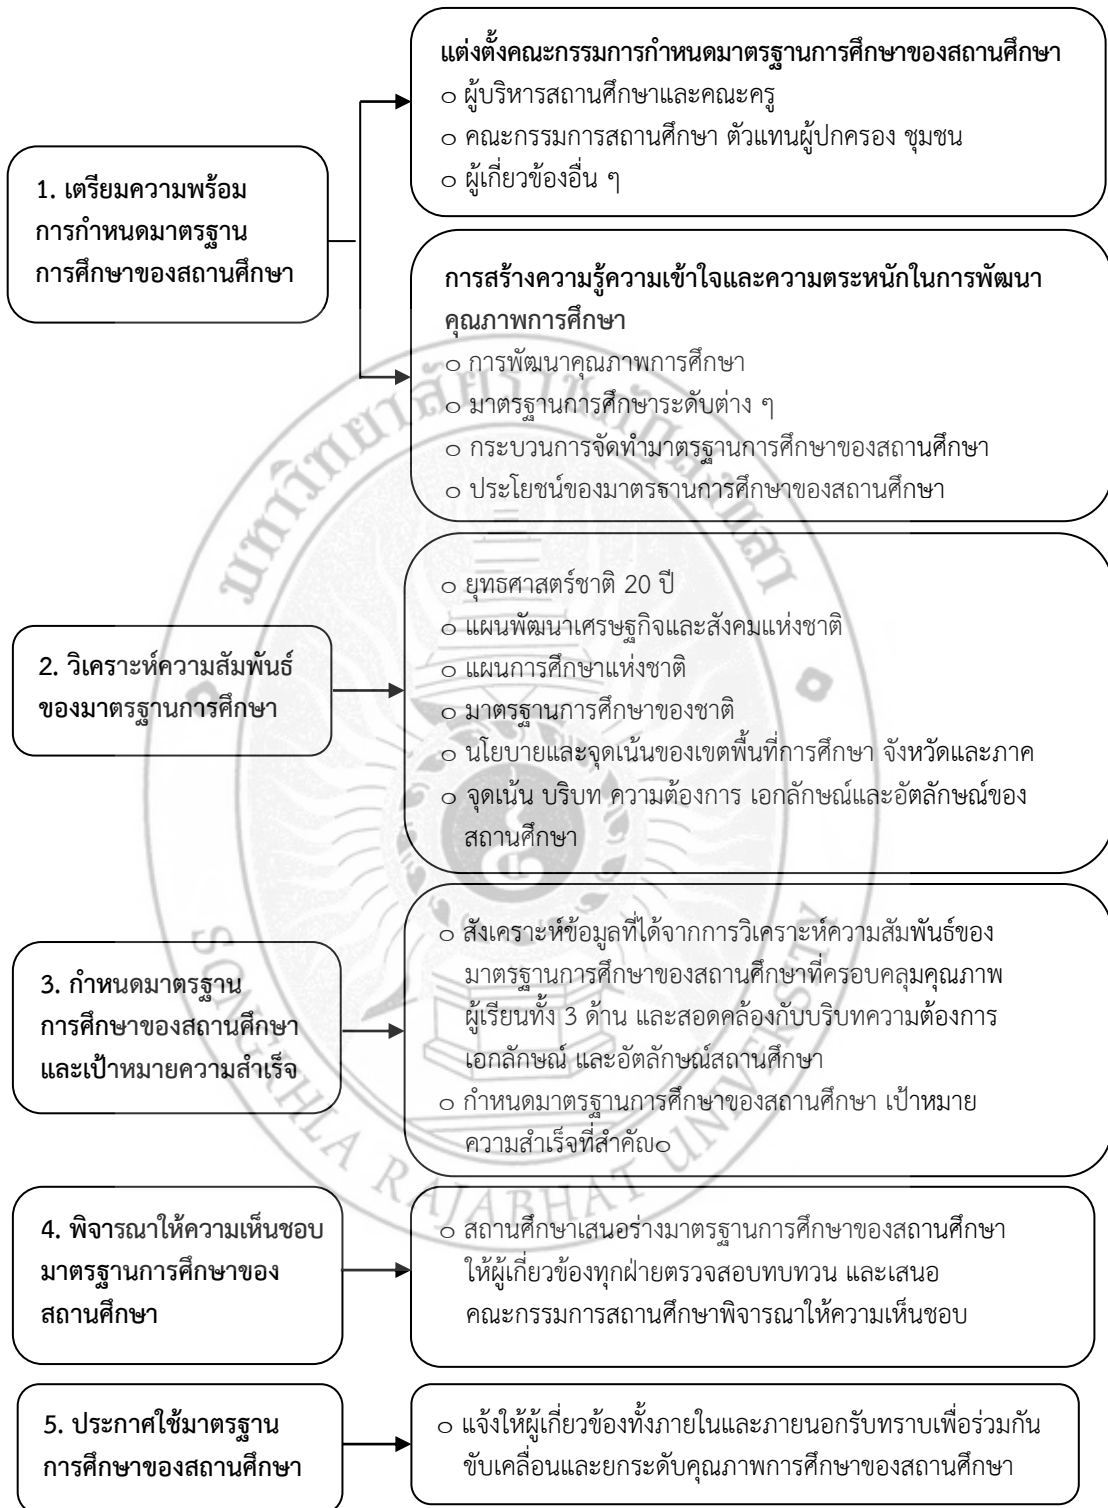 แต่งตั้งคณะกรรมการกำหนดมาตรฐานการศึกษาของสถานศึกษา
o ผู้บริหารสถานศึกษาและคณะครู
o คณะกรรมการสถานศึกษา ตัวแทนผู้ปกครอง ชุมชน
o ผู้เกี่ยวข้องอื่น ๆ
1. เตรียมความพร้อม
การกำหนดมาตรฐาน
การศึกษาของสถานศึกษา
การสร้างความรู้ความเข้าใจและความตระหนักในการพัฒนา
คุณภาพการศึกษา
o การพัฒนาคุณภาพการศึกษา
o มาตรฐานการศึกษาระดับต่าง ๆ
o กระบวนการจัดทำมาตรฐานการศึกษาของสถานศึกษา
o ประโยชน์ของมาตรฐานการศึกษาของสถานศึกษา
2. วิเคราะห์ความสัมพันธ์
ของมาตรฐานการศึกษา
o ยุทธศาสตร์ชาติ 20 ปี
o แผนพัฒนาเศรษฐกิจและสังคมแห่งชาติ
o แผนการศึกษาแห่งชาติ
o มาตรฐานการศึกษาของชาติ
o นโยบายและจุดเน้นของเขตพื้นที่การศึกษา จังหวัดและภาค
o จุดเน้น บริบท ความต้องการ เอกลักษณ์และอัตลักษณ์ของ
สถานศึกษา
3. กำหนดมาตรฐาน
การศึกษาของสถานศึกษา
และเป้าหมายความสำเร็จ
o สังเคราะห์ข้อมูลที่ได้จากการวิเคราะห์ความสัมพันธ์ของ
มาตรฐานการศึกษาของสถานศึกษาที่ครอบคลุมคุณภาพ
ผู้เรียนทั้ง 3 ด้าน และสอดคล้องกับบริบทความต้องการ
เอกลักษณ์ และอัตลักษณ์สถานศึกษา
o กำหนดมาตรฐานการศึกษาของสถานศึกษา เป้าหมาย
ความสำเร็จที่สำคัญo
4. พิจารณาให้ความเห็นชอบ
มาตรฐานการศึกษาของ
สถานศึกษา
o สถานศึกษาเสนอร่างมาตรฐานการศึกษาของสถานศึกษา
ให้ผู้เกี่ยวข้องทุกฝ่ายตรวจสอบทบทวน และเสนอ
คณะกรรมการสถานศึกษาพิจารณาให้ความเห็นชอบ
5. ประกาศใช้มาตรฐาน
การศึกษาของสถานศึกษา
o แจ้งให้ผู้เกี่ยวข้องทั้งภายในและภายนอกรับทราบเพื่อร่วมกัน
ขับเคลื่อนและยกระดับคุณภาพการศึกษาของสถานศึกษา
มหาวิทยาลัยราชภัฏสงขลา
SONGKHLA RAJABHAT UNIVERSITY